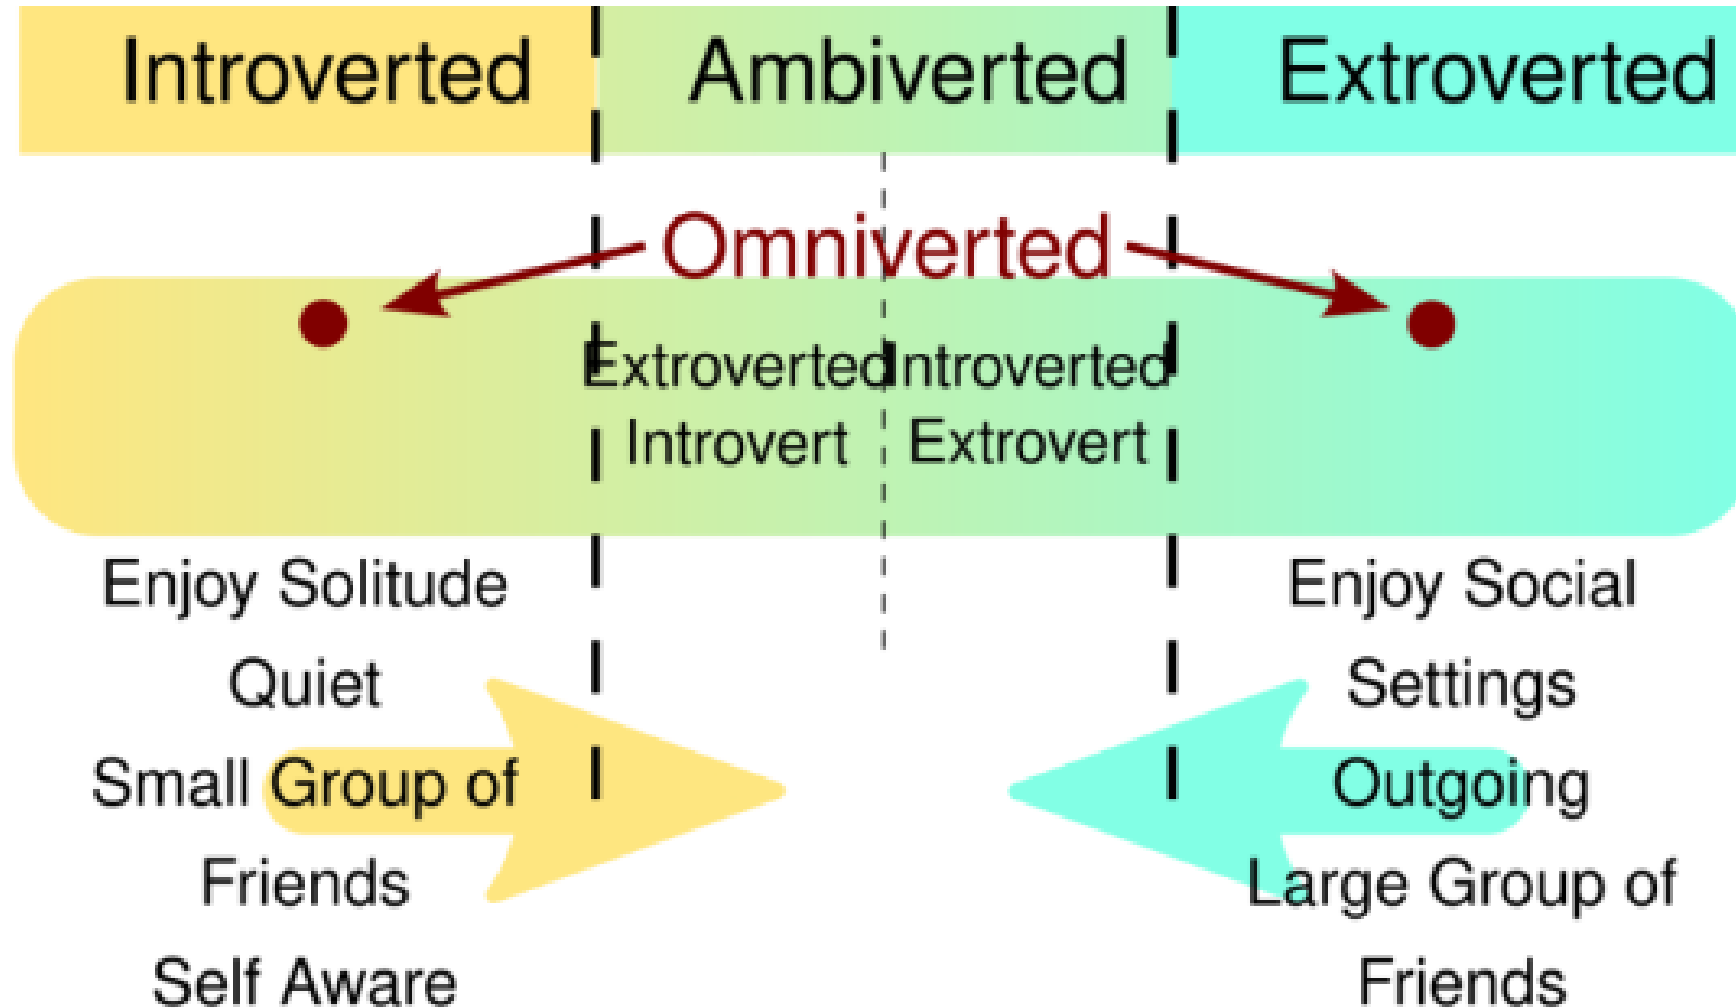 Introverted Ambiverted Extroverted
Omniverted
Extroverted
Introvert
Introverted
Extrovert
Enjoy Solitude
Quiet
Small Group of
Friends
Self Aware
Enjoy Social
Settings
Outgoing
Large Group of
Friends